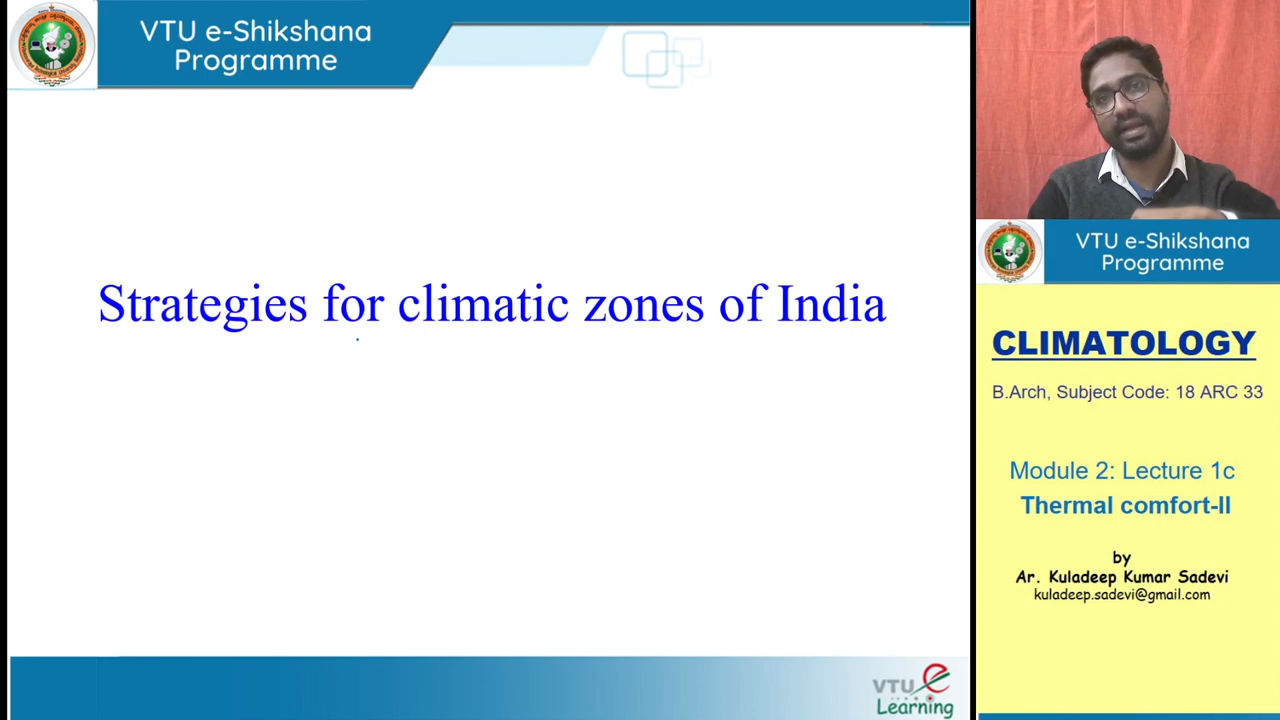 VTU e-Shikshana
Programme
Strategies for climatic zones of India
VTU
Learning
VTU e-Shikshana
Programme
CLIMATOLOGY
B.Arch, Subject Code: 18 ARC 33
Module 2: Lecture 1c
Thermal comfort-II
by
Ar. Kuladeep Kumar Sadevi
kuladeep.sadevi@gmail.com